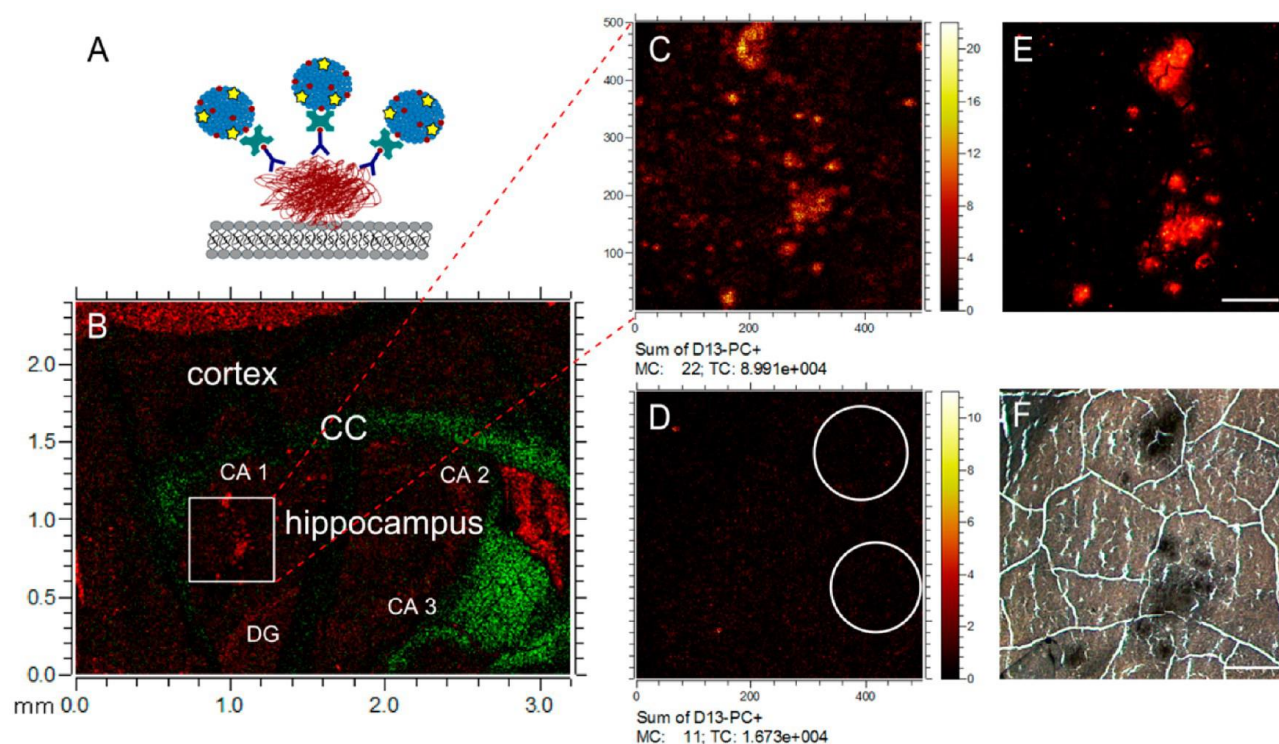 A
B
cortex
CC
CA 1
CA 2
hippocampus
CA 3
DG
2.0
1.5
1.0
0.5
0.0
mm
0.0
1.0
2.0
3.0
C
500
400
300
200
100
0
400
20
16
12
8
4
0
Sum of D13-PC+
MC: 22; TC: 8.991e+004
D
0
400
10
8
6
4
2
0
Sum of D13-PC+
MC: 11; TC: 1.673e+004
E
F